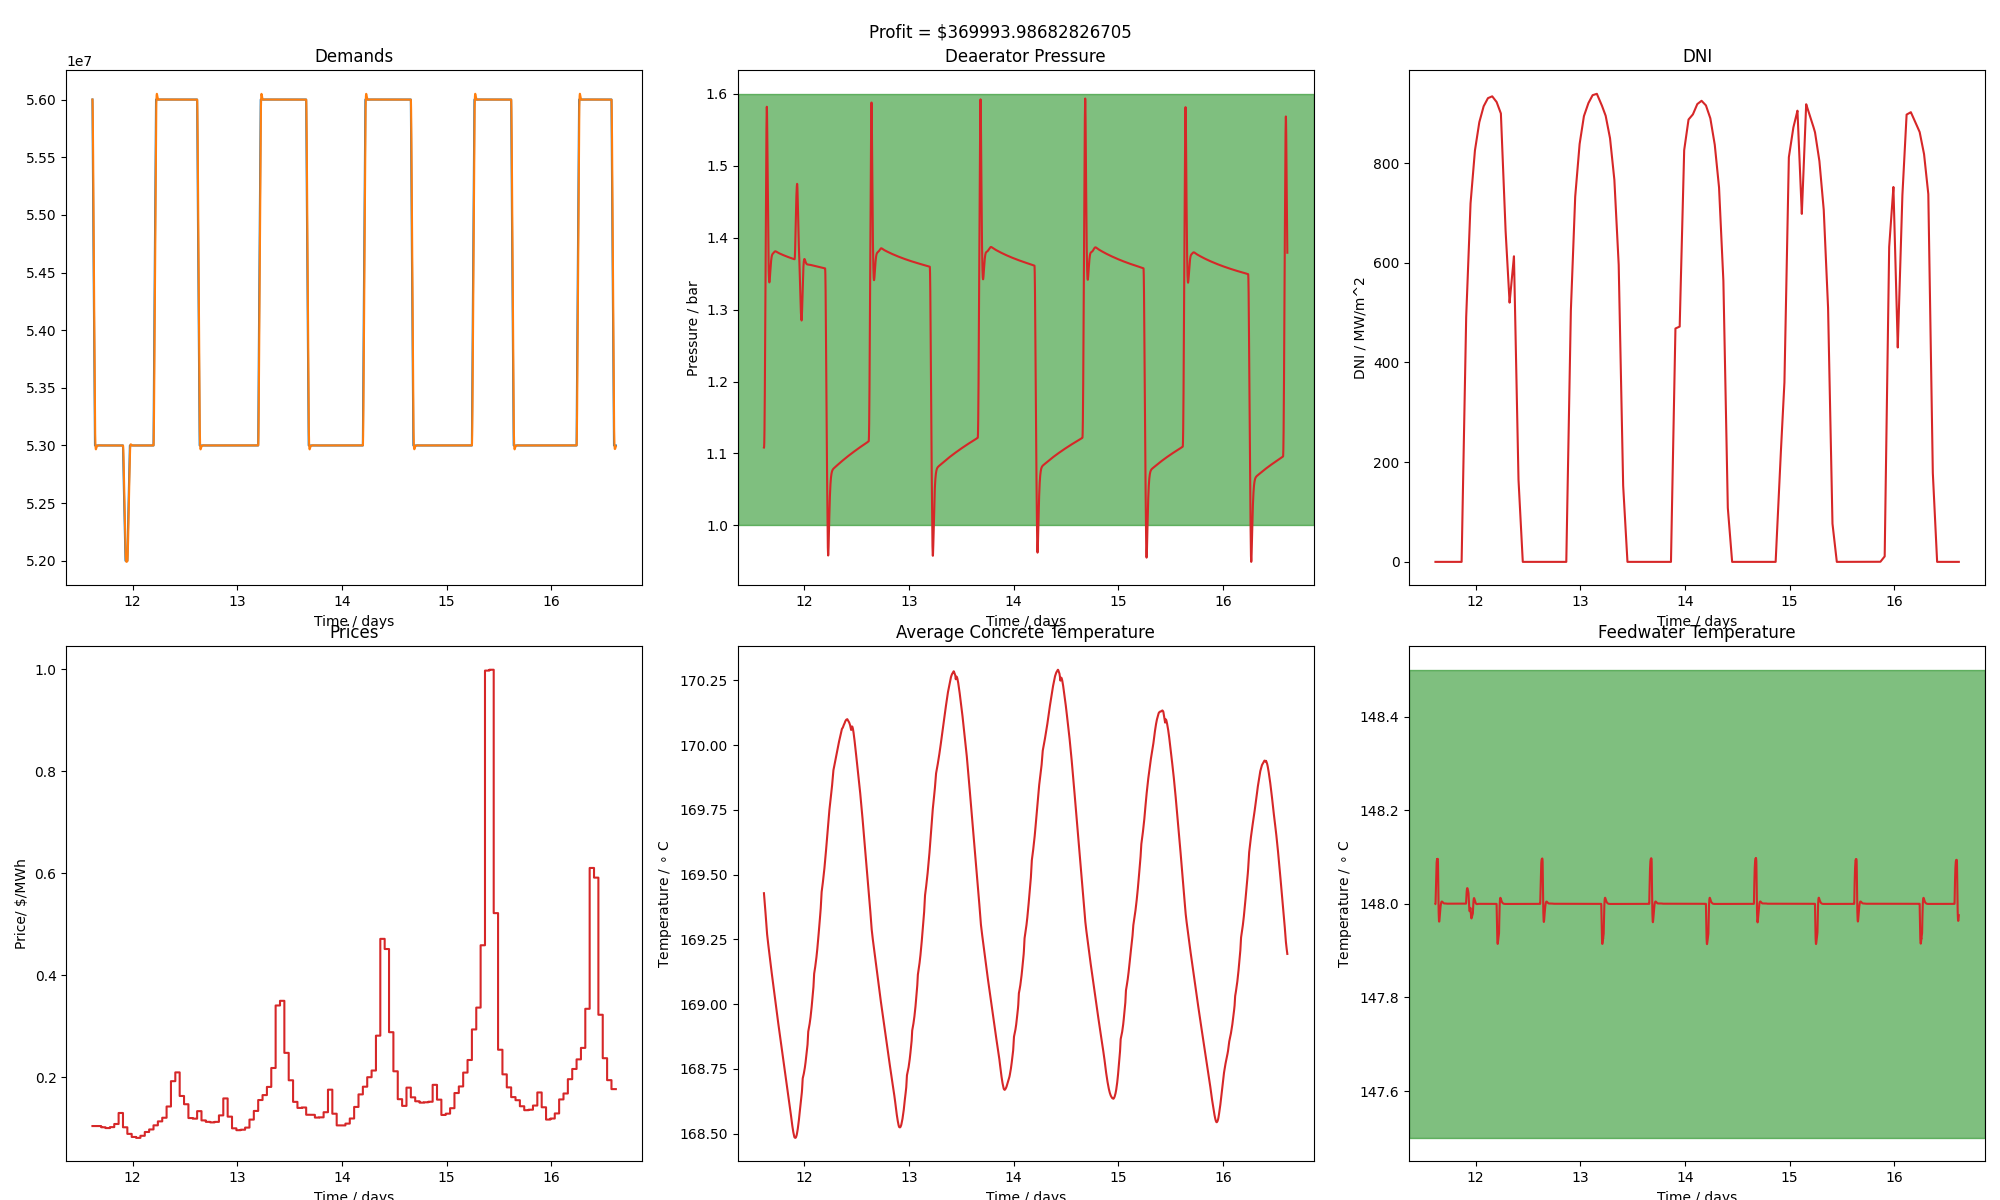 Profit = $369993.98682826705
Demands
1e7
5.60
5.55
5.50
5.45
5.40
5.35
5.30
5.25
5.20
12 13 14 15 16
Time / days
Deaerator Pressure
Pressure / bar
1.6
1.5
1.4
1.3
1.2
1.1
1.0
12 13 14 15 16
Time / days
DNI
DNI / MW/m^2
800
600
400
200
0
12 13 14 15 16
Time / days
Prices
Price/ $/MWh
1.0
0.8
0.6
0.4
0.2
12 13 14 15 16
Time / days
Average Concrete Temperature
Temperature / ∘ C
170.25
170.00
169.75
169.50
169.25
169.00
168.75
168.50
12 13 14 15 16
Time / days
Feedwater Temperature
Temperature / ∘ C
148.4
148.2
148.0
147.8
147.6
12 13 14 15 16
Time / days